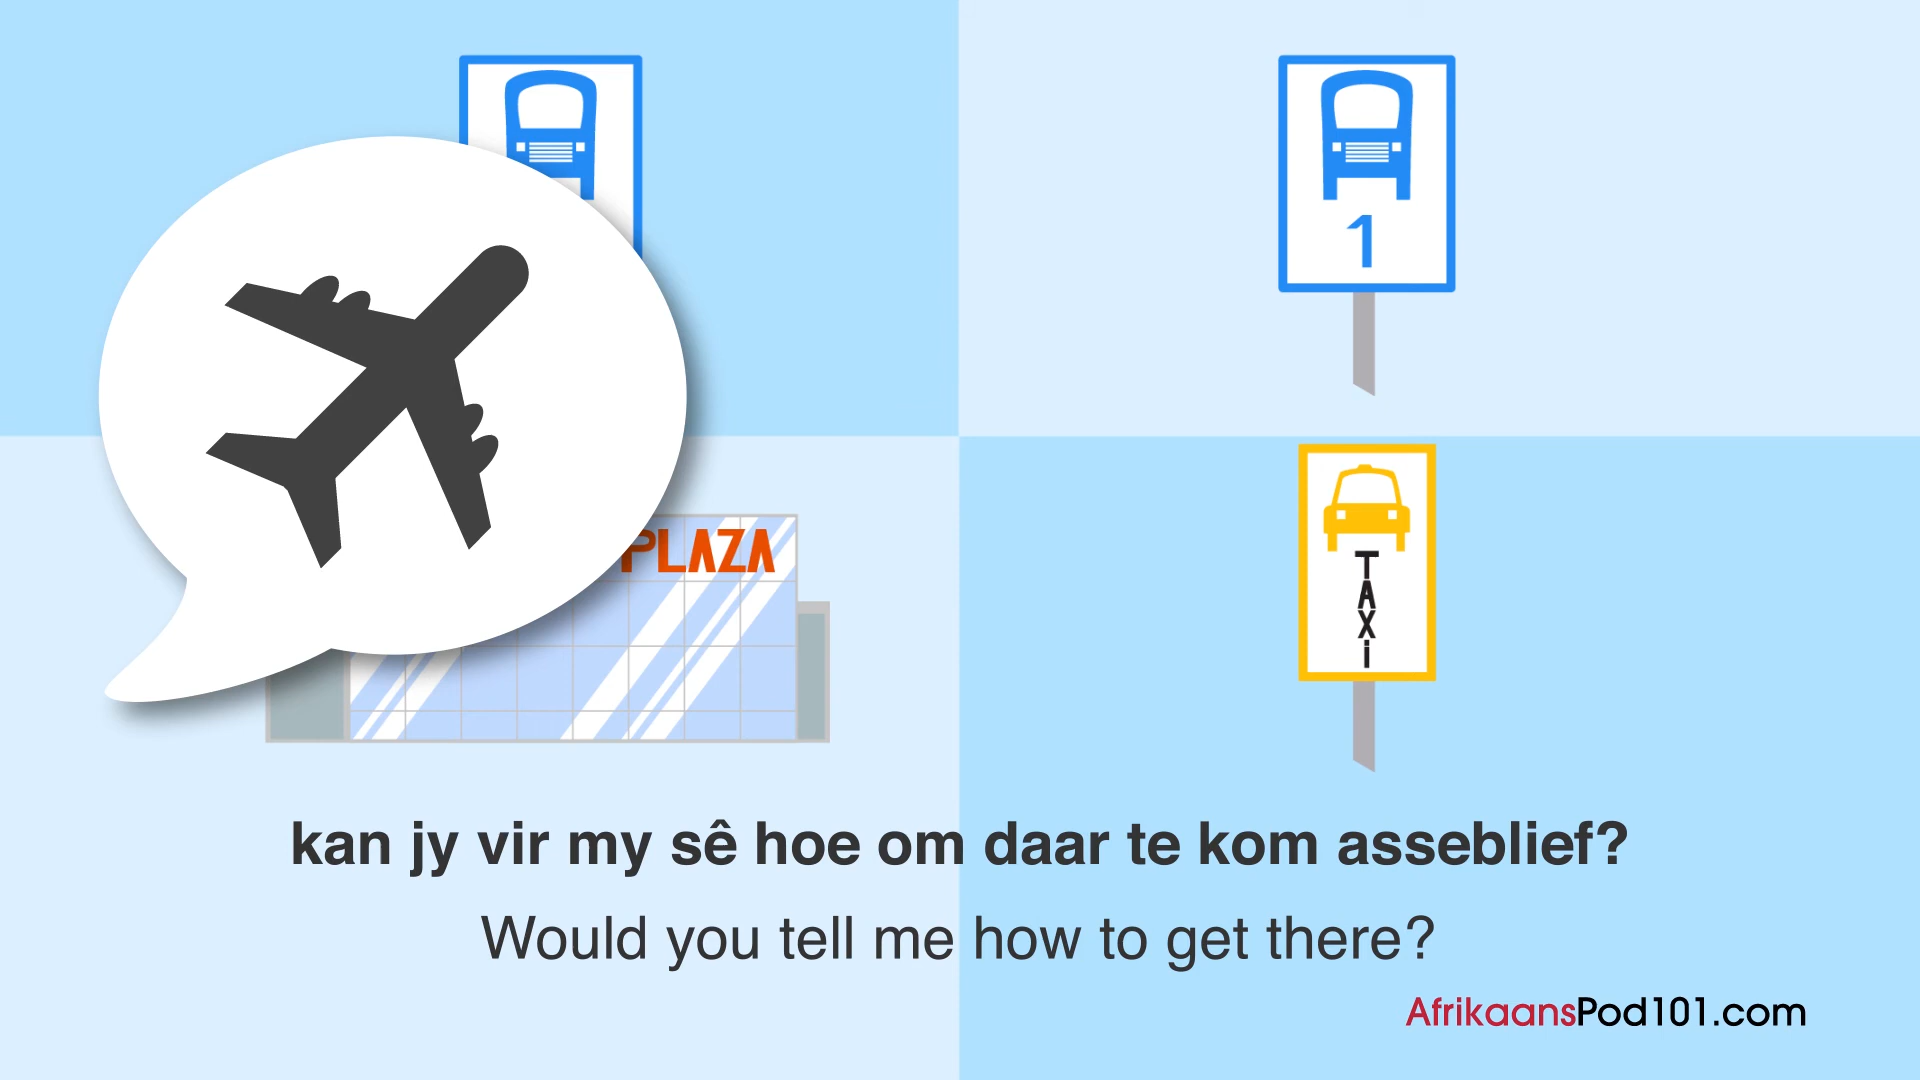 1
PLAZA
TAXi
kan jy vir my sê hoe om daar te kom asseblief?
Would you tell me how to get there?
AfrikaansPod101.com